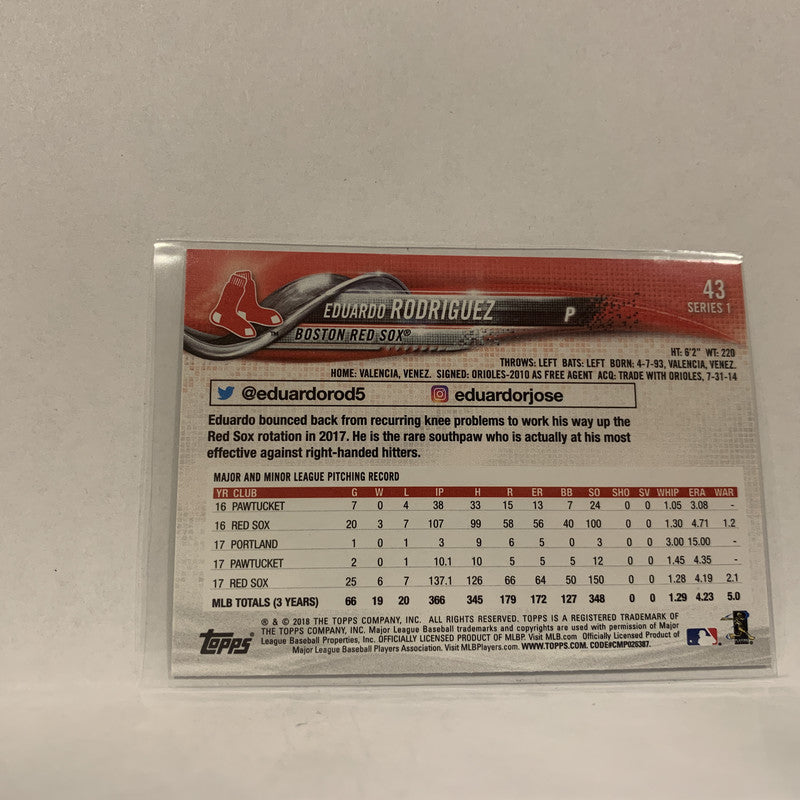 43
SERIES 1
EDUARDO RODRIGUEZ P
BOSTON RED SOX®
HT: 6'2" WT: 220
THROWS: LEFT BATS: LEFT BORN: 4-7-93, VALENCIA, VENEZ.
HOME: VALENCIA, VENEZ. SIGNED: ORIOLES-2010 AS FREE AGENT ACQ: TRADE WITH ORIOLES, 7-31-14
@eduardorod5 eduardorjose
Eduardo bounced back from recurring knee problems to work his way up the
Red Sox rotation in 2017. He is the rare southpaw who is actually at his most
effective against right-handed hitters.
MAJOR AND MINOR LEAGUE PITCHING RECORD
YR CLUB G W L IP H R ER BB SO SHO SV WHIP ERA WAR
16 PAWTUCKET 7 0 4 38 33 15 13 7 24 0 0 1.05 3.08 -
16 RED SOX 20 3 7 107 99 58 56 40 100 0 0 1.30 4.71 1.2
17 PORTLAND 1 0 1 3 9 6 5 0 3 0 0 3.00 15.00 -
17 PAWTUCKET 2 0 1 10.1 10 5 5 5 12 0 0 1.45 4.35 -
17 RED SOX 25 6 7 137.1 126 66 64 50 150 0 0 1.28 4.19 2.1
MLB TOTALS (3 YEARS) 66 19 20 366 345 179 172 127 348 0 0 1.29 4.23 5.0
® & © 2018 THE TOPPS COMPANY, INC. ALL RIGHTS RESERVED. TOPPS IS A REGISTERED TRADEMARK OF
THE TOPPS COMPANY, INC. Major League Baseball trademarks and copyrights are used with permission of Major
League Baseball Properties, Inc. OFFICIALLY LICENSED PRODUCT OF MLBP. Visit MLB.com. Officially Licensed Product of
Major League Baseball Players Association. Visit MLBPlayers.com. WWW.TOPPS.COM. CODE#CMP026387.
topps